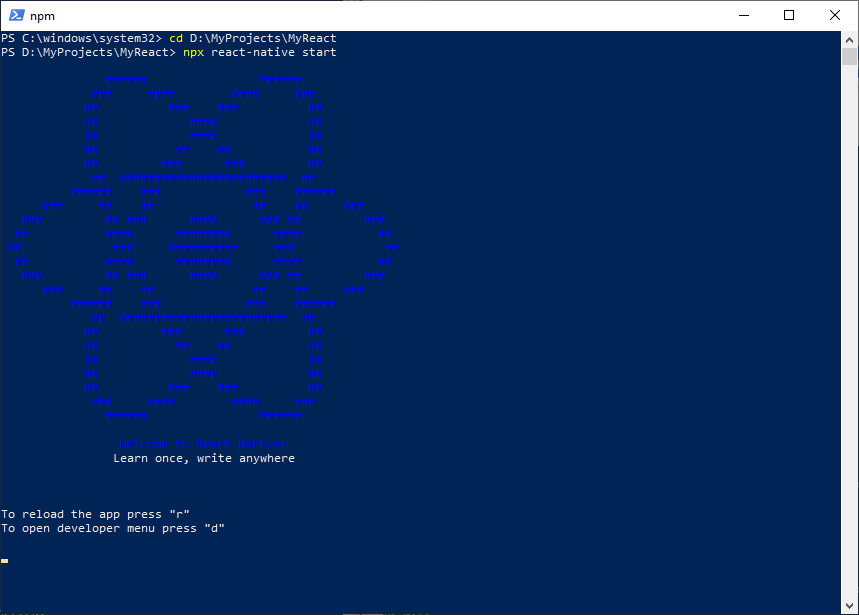 npm
PS C:\windows\system32> cd D:\MyProjects\MyReact
PS D:\MyProjects\MyReact> npx react-native start
Welcome to React Native!
Learn once, write anywhere
To reload the app press "r"
To open developer menu press "d"